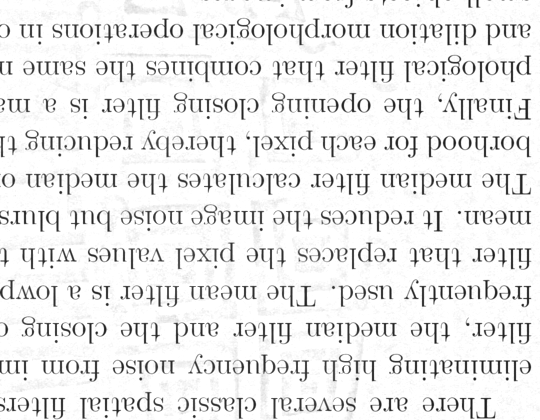 There are several classic spatial filters
eliminating high frequency noise from im
filter, the median filter and the closing o
frequently used. The mean filter is a lowp
filter that replaces the pixel values with t
mean. It reduces the image noise but blurs
The median filter calculates the median o
borhood for each pixel, thereby reducing th
Finally, the opening closing filter is a ma
phological filter that combines the same n
and dilation morphological operations in o